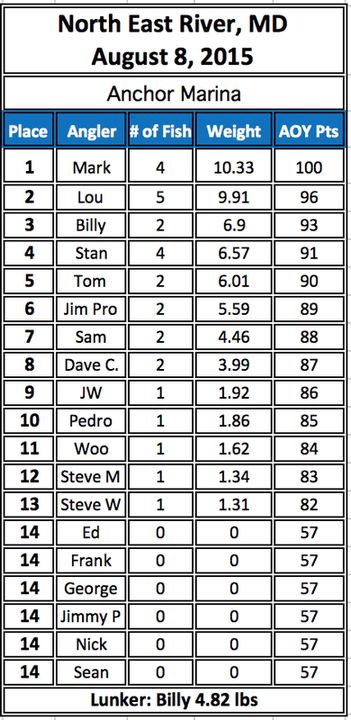 North East River, MD
August 8, 2015
Anchor Marina
Place Angler # of Fish Weight AOY Pts
1 Mark 4 10.33 100
2 Lou 5 9.91 96
3 Billy 2 6.9 93
4 Stan 4 6.57 91
5 Tom 2 6.01 90
6 Jim Pro 2 5.59 89
7 Sam 2 4.46 88
8 Dave C. 2 3.99 87
9 JW 1 1.92 86
10 Pedro 1 1.86 85
11 Woo 1 1.62 84
12 Steve M 1 1.34 83
13 Steve W 1 1.31 82
14 Ed 0 0 57
14 Frank 0 0 57
14 George 0 0 57
14 Jimmy P 0 0 57
14 Nick 0 0 57
14 Sean 0 0 57
Lunker: Billy 4.82 lbs